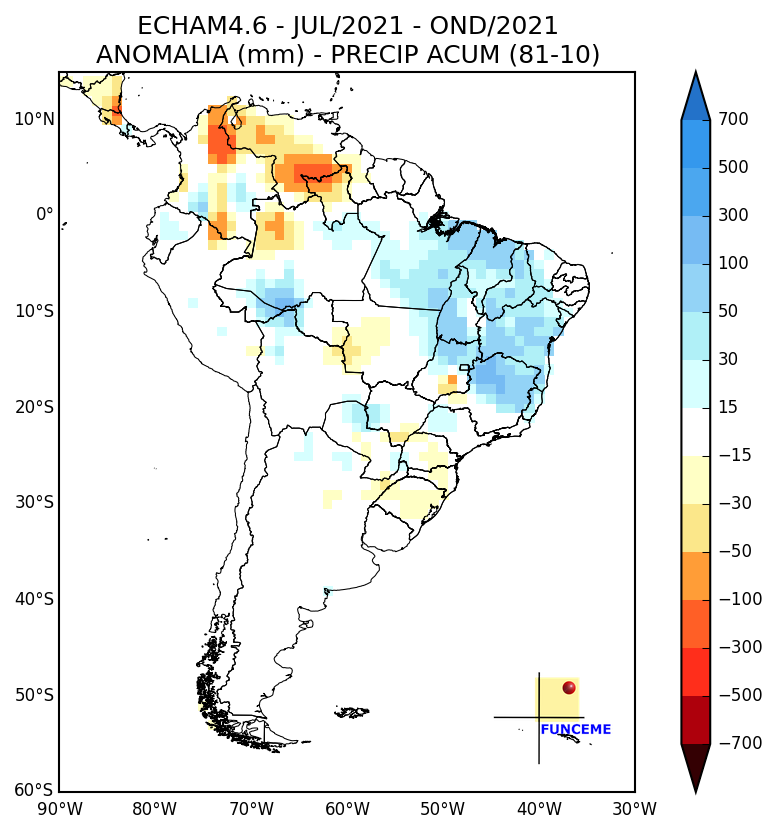 ECHAM4.6 - JUL/2021 - OND/2021
ANOMALIA (mm) - PRECIP ACUM (81-10)
10°N
0°
10°S
20°S
30°S
40°S
50°S
60°S
90°W 80°W 70°W 60°W 50°W 40°W 30°W
700
500
300
100
50
30
15
−15
−30
−50
−100
−300
−500
−700
FUNCEME